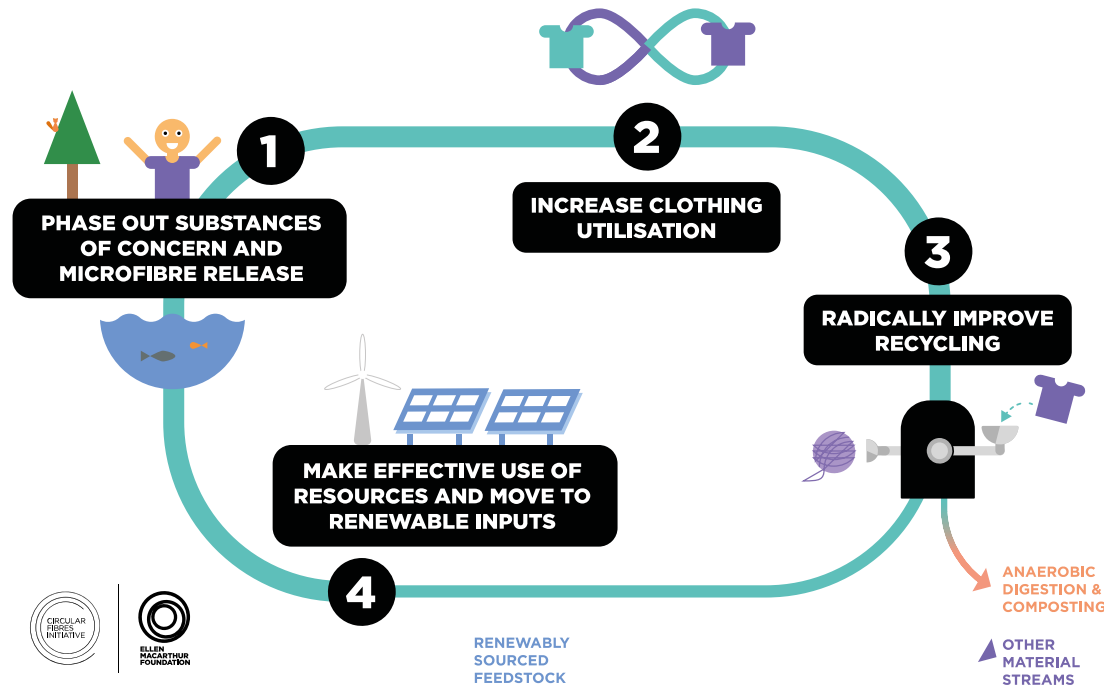 1
PHASE OUT SUBSTANCES
OF CONCERN AND
MICROFIBRE RELEASE
2
INCREASE CLOTHING
UTILISATION
3
RADICALLY IMPROVE
RECYCLING
MAKE EFFECTIVE USE OF
RESOURCES AND MOVE TO
RENEWABLE INPUTS
4
ANAEROBIC
DIGESTION &
COMPOSTING
OTHER
MATERIAL
STREAMS
RENEWABLY
SOURCED
FEEDSTOCK
CIRCULAR
FIBRES
INITIATIVE
ELLEN
MACARTHUR
FOUNDATION